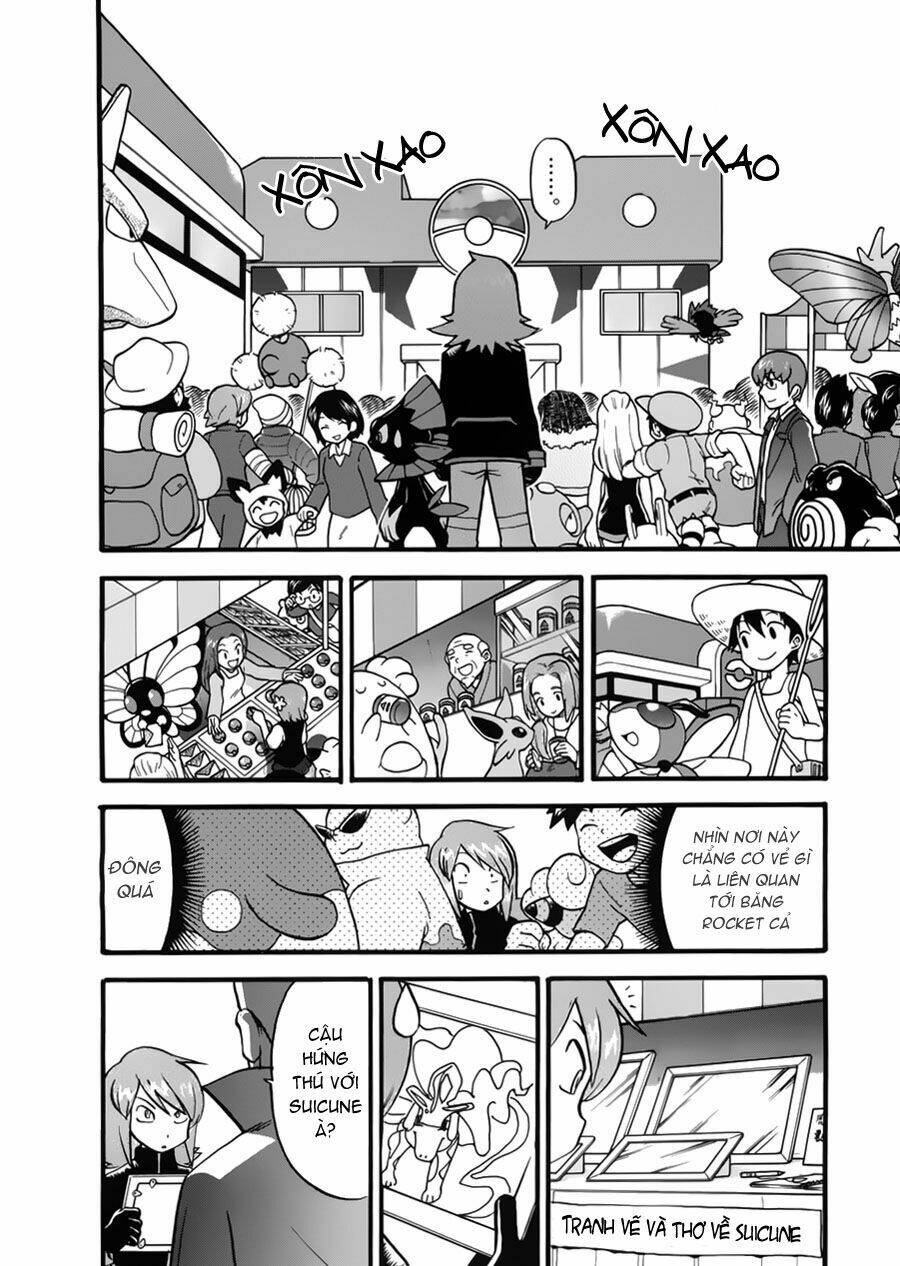 XÔN XAO
XÔN XAO
.......
NHÌN NƠI NÀY
CHẲNG CÓ VẺ GÌ
LÀ LIÊN QUAN
TỚI BĂNG
ROCKET CẢ
ĐÔNG
QUÁ
TRANH VẼ VÀ THƠ VỀ SUICUNE
CẬU
HỨNG
THÚ VỚI
SUICUNE
À?